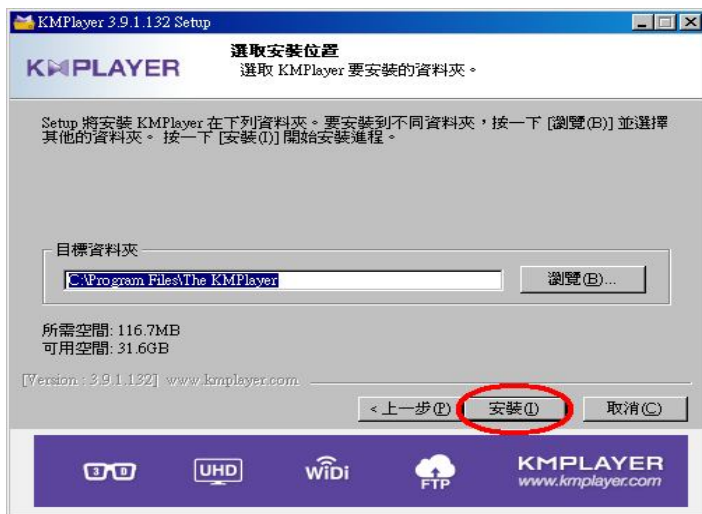 KMPlayer 3.9.1.132 Setup
KMPLAYER
選取安裝位置
選取 KMPlayer 要安裝的資料夾。
Setup 將安裝 KMPlayer 在下列資料夾。要安裝到不同資料夾，按一下 [瀏覽(B)] 並選擇
其他的資料夾。 按一下 [安裝(I)] 開始安裝進程。
目標資料夾
C:\Program Files\The KMPlayer
瀏覽(B)...
所需空間: 116.7MB
可用空間: 31.6GB
[Version : 3.9.1.132] www.kmplayer.com
<上一步(P) 安裝(I) 取消(C)
3D UHD WiDi FTP KMPLAYER
www.kmplayer.com